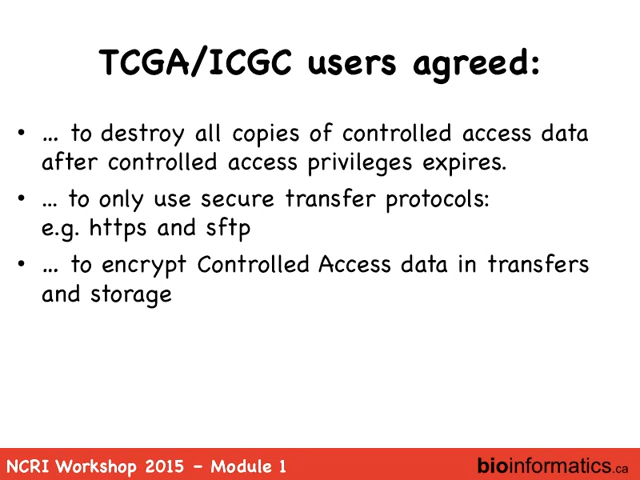 TCGA/ICGC users agreed:
• ... to destroy all copies of controlled access data
after controlled access privileges expires.
• ... to only use secure transfer protocols:
e.g. https and sftp
• ... to encrypt Controlled Access data in transfers
and storage
NCRI Workshop 2015 – Module 1
bioinformatics.ca